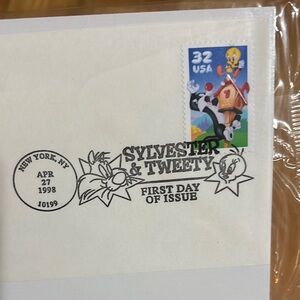 32
USA
NEW YORK, NY
APR
27
1998
10199
SYLVESTER
& TWEETY
FIRST DAY
OF ISSUE